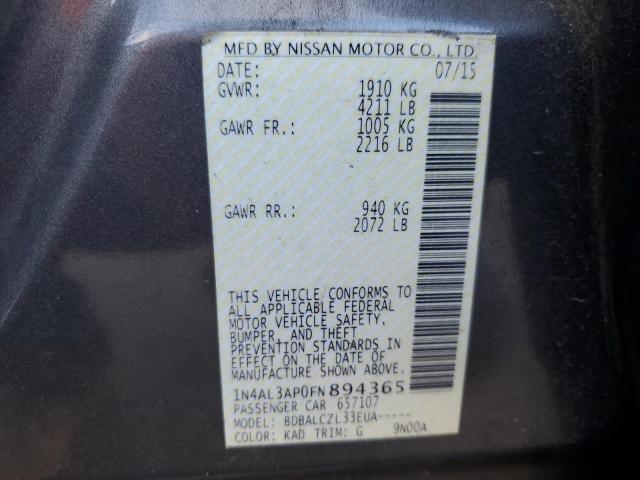 MFD BY NISSAN MOTOR CO., LTD.
DATE: 07/15
GVWR: 1910 KG
4211 LB
GAWR FR.: 1005 KG
2216 LB
GAWR RR.: 940 KG
2072 LB
THIS VEHICLE CONFORMS TO
ALL APPLICABLE FEDERAL
MOTOR VEHICLE SAFETY,
BUMPER, AND THEFT
PREVENTION STANDARDS IN
EFFECT ON THE DATE OF
MANUFACTURE SHOWN ABOVE.
1N4AL3AP0FN894365
PASSENGER CAR 637107
MODEL: BDBALCZL33EUA-----
COLOR: KAD TRIM: G 9N00A